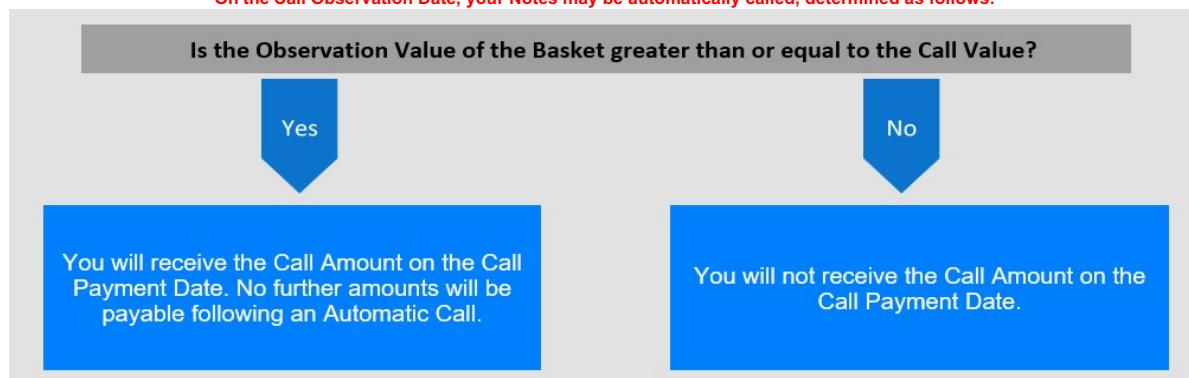 On the Call Observation Date, your Notes may be automatically called, determined as follows:
Is the Observation Value of the Basket greater than or equal to the Call Value?
Yes
No
You will receive the Call Amount on the Call
Payment Date. No further amounts will be
payable following an Automatic Call.
You will not receive the Call Amount on the
Call Payment Date.